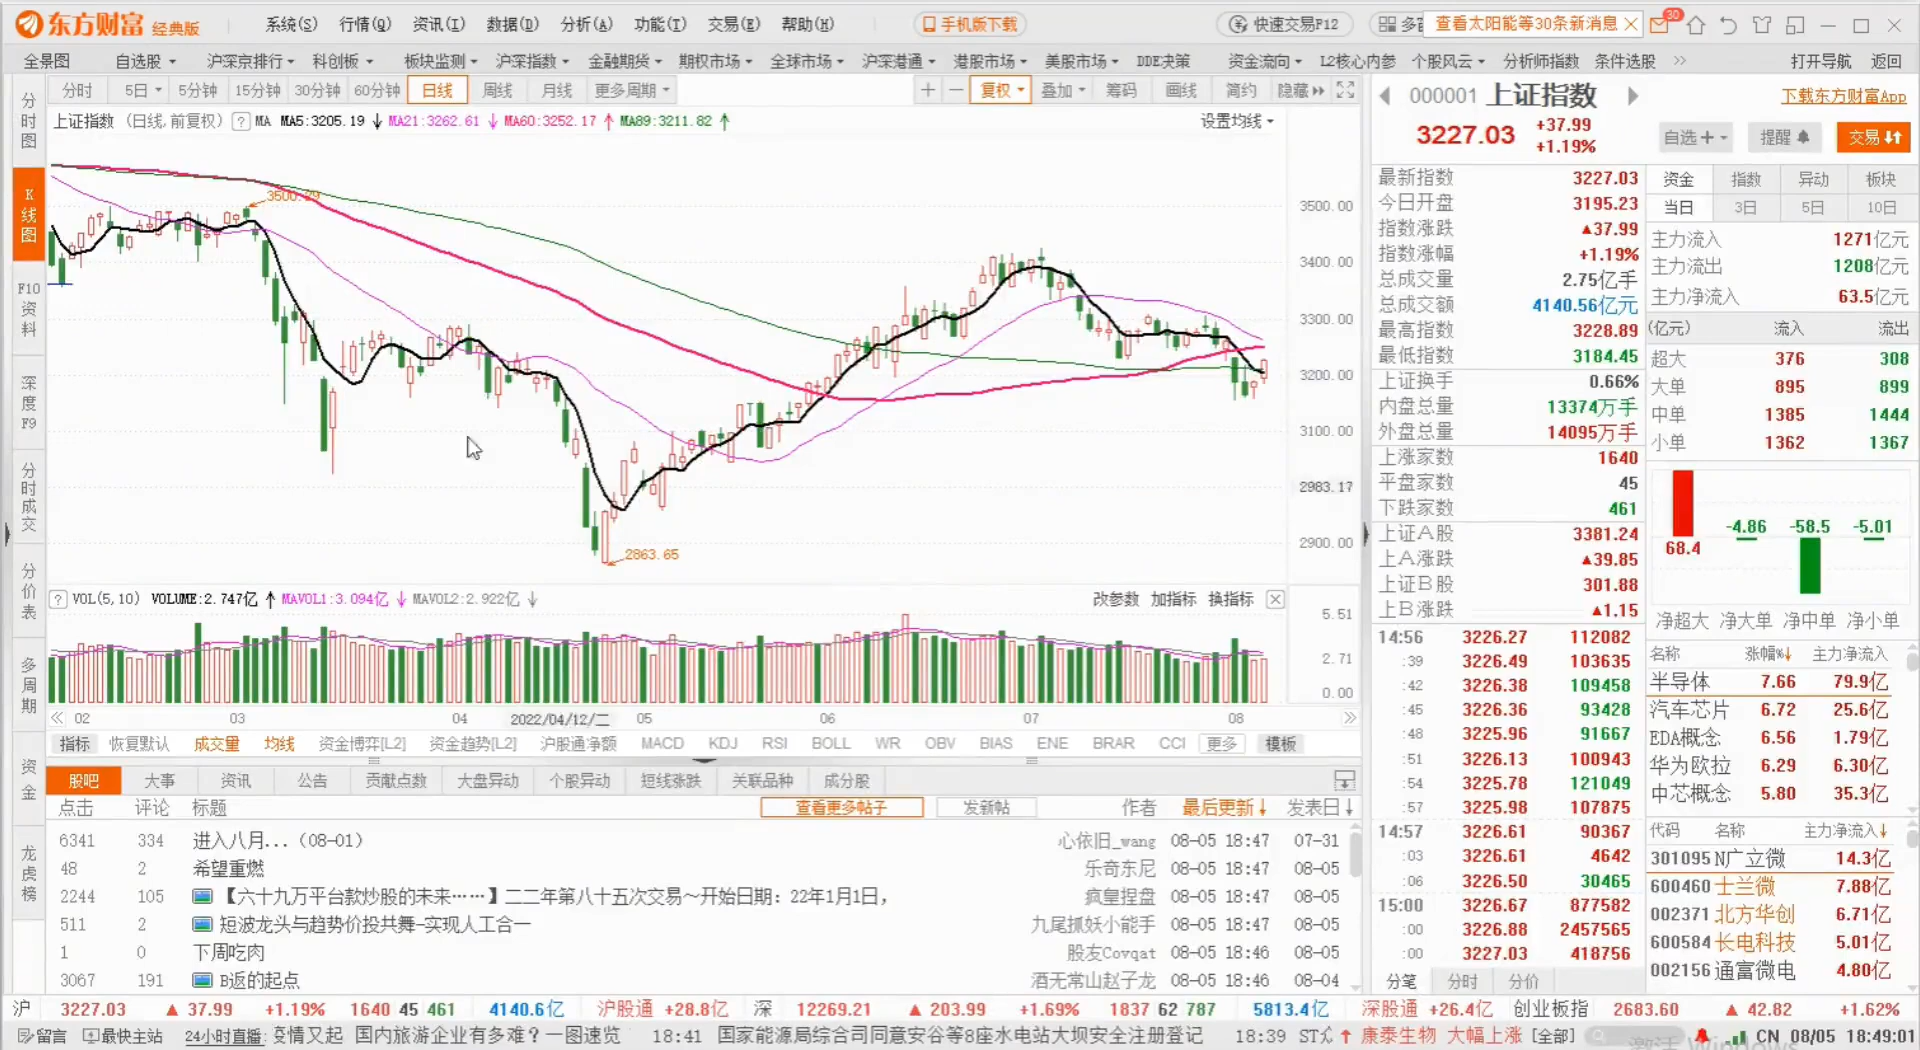 东方财富 经典版 系统(S) 行情(Q) 资讯(I) 数据(D) 分析(A) 功能(T) 交易(E) 帮助(H) 手机版下载 快速交易F12 查看太阳能等30条新消息 30
全景图 自选股 沪深京排行 科创板 板块监测 沪深指数 金融期货 期权市场 全球市场 沪深港通 港股市场 美股市场 DDE决策 资金流向 L2核心内参 个股风云 分析师指数 条件选股 打开导航 返回
分时 5日 5分钟 15分钟 30分钟 60分钟 日线 周线 月线 更多周期 复权 叠加 筹码 画线 简约 隐藏
上证指数 (日线,前复权) ? MA MA5:3205.19 ↓ MA21:3262.61 ↓ MA60:3252.17 ↑ MA89:3211.82 ↑ 设置均线
分时图
K线图
F10资料
深度F9
分时成交
分价表
多周期
资金
龙虎榜
3500.29
2863.65
3500.00
3400.00
3300.00
3200.00
3100.00
2983.17
2900.00
? VOL(5,10) VOLUME:2.747亿 ↑ MAVOL1:3.094亿 ↓ MAVOL2:2.922亿 ↓ 改参数 加指标 换指标
5.51
2.71
0.00
02 03 04 2022/04/12/二 05 06 07 08
指标 恢复默认 成交量 均线 资金博弈[L2] 资金趋势[L2] 沪股通净额 MACD KDJ RSI BOLL WR OBV BIAS ENE BRAR CCI 更多 模板
股吧 大事 资讯 公告 贡献点数 大盘异动 个股异动 短线涨跌 关联品种 成分股
点击 评论 标题 查看更多帖子 发新帖 作者 最后更新↓ 发表日↓
6341 334 进入八月...（08-01） 心依旧_wang 08-05 18:47 07-31
48 2 希望重燃 乐奇东尼 08-05 18:47 08-05
2244 105 【六十九万平台款炒股的未来……】二二年第八十五次交易～开始日期：22年1月1日， 疯皇捏盘 08-05 18:47 08-05
511 2 短波龙头与趋势价投共舞-实现人工合一 九尾抓妖小能手 08-05 18:47 08-05
1 0 下周吃肉 股友Covqat 08-05 18:46 08-05
3067 191 B返的起点 酒无常山赵子龙 08-05 18:46 08-04
000001 上证指数 下载东方财富App
3227.03 +37.99 +1.19% 自选 提醒 交易
最新指数 3227.03
今日开盘 3195.23
指数涨跌 ▲37.99
指数涨幅 +1.19%
总成交量 2.75亿手
总成交额 4140.56亿元
最高指数 3228.89
最低指数 3184.45
上证换手 0.66%
内盘总量 13374万手
外盘总量 14095万手
上涨家数 1640
平盘家数 45
下跌家数 461
上证A股 3381.24
上A涨跌 ▲39.85
上证B股 301.88
上B涨跌 ▲1.15
14:56 3226.27 112082
:39 3226.49 103635
:42 3226.38 109458
:45 3226.36 93428
:48 3225.96 91667
:51 3226.13 100943
:54 3225.78 121049
:57 3225.98 107875
14:57 3226.61 90367
:03 3226.61 4642
:06 3226.50 30465
15:00 3226.67 877582
:00 3226.88 2457565
:00 3227.03 418756
分笔 分时 分价
资金 指数 异动 板块
当日 3日 5日 10日
主力流入 1271亿元
主力流出 1208亿元
主力净流入 63.5亿元
(亿元) 流入 流出
超大 376 308
大单 895 899
中单 1385 1444
小单 1362 1367
68.4 -4.86 -58.5 -5.01
净超大 净大单 净中单 净小单
名称 涨幅%↓ 主力净流入
半导体 7.66 79.9亿
汽车芯片 6.72 25.6亿
EDA概念 6.56 1.79亿
华为欧拉 6.29 6.30亿
中芯概念 5.80 35.3亿
代码 名称 主力净流入↓
301095 N广立微 14.3亿
600460 士兰微 7.88亿
002371 北方华创 6.71亿
600584 长电科技 5.01亿
002156 通富微电 4.80亿
沪 3227.03 ▲ 37.99 +1.19% 1640 45 461 4140.6亿 沪股通 +28.8亿 深 12269.21 ▲ 203.99 +1.69% 1837 62 787 5813.4亿 深股通 +26.4亿 创业板指 2683.60 ▲ 42.82 +1.62%
留言 最快主站 24小时直播: 情又起 国内旅游企业有多难？一图速览 18:41 国家能源局综合司同意安谷等8座水电站大坝安全注册登记 18:39 ST 康泰生物 大幅上涨 [全部] CN 08/05 18:49:01